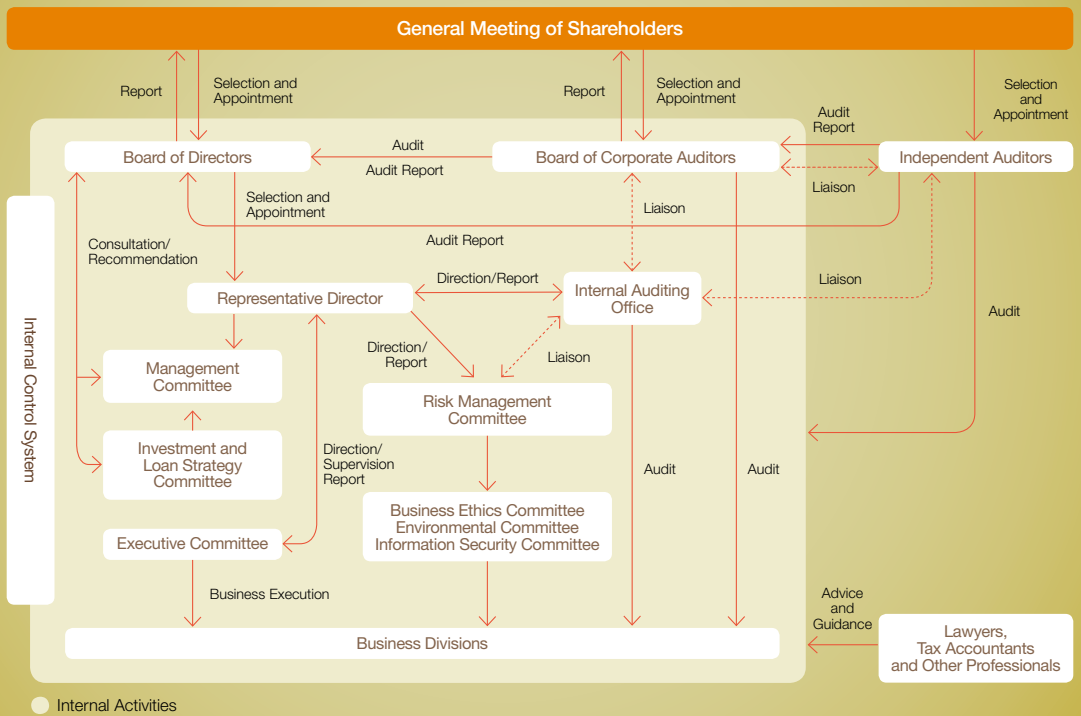 General Meeting of Shareholders
Report
Selection and
Appointment
Report
Selection and
Appointment
Selection
and
Appointment
Audit
Report
Board of Directors
Audit
Audit Report
Board of Corporate Auditors
Independent Auditors
Liaison
Selection and
Appointment
Liaison
Consultation/
Recommendation
Audit Report
Representative Director
Direction/Report
Internal Auditing
Office
Liaison
Audit
Internal Control System
Direction/
Report
Liaison
Management
Committee
Risk Management
Committee
Investment and
Loan Strategy
Committee
Direction/
Supervision
Report
Audit
Audit
Business Ethics Committee
Environmental Committee
Information Security Committee
Executive Committee
Business Execution
Advice
and
Guidance
Business Divisions
Lawyers,
Tax Accountants
and Other Professionals
Internal Activities